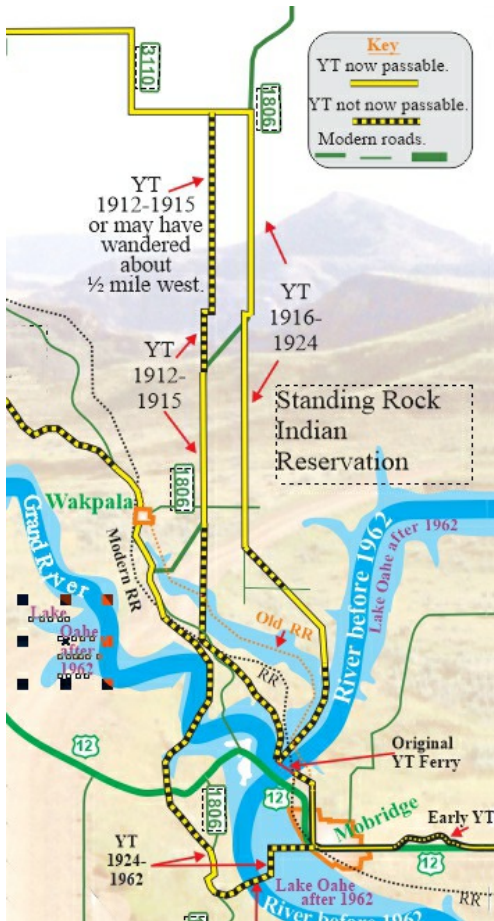 3110
1806
Key
YT now passable.
YT not now passable.
Modern roads.
YT
1912-1915
or may have
wandered
about
½ mile west.
YT
1916-
1924
YT
1912-
1915
Standing Rock
Indian
Reservation
1806
Wakpala
Grand River
Modern RR
River before 1962
Lake Oahe after 1962
Lake
Oahe
after
1962
Old RR
RR
12
Original
YT Ferry
12
1806
Mobridge
Early YT
12
YT
1924-
1962
Lake Oahe
after 1962
RR
River before 1962
12